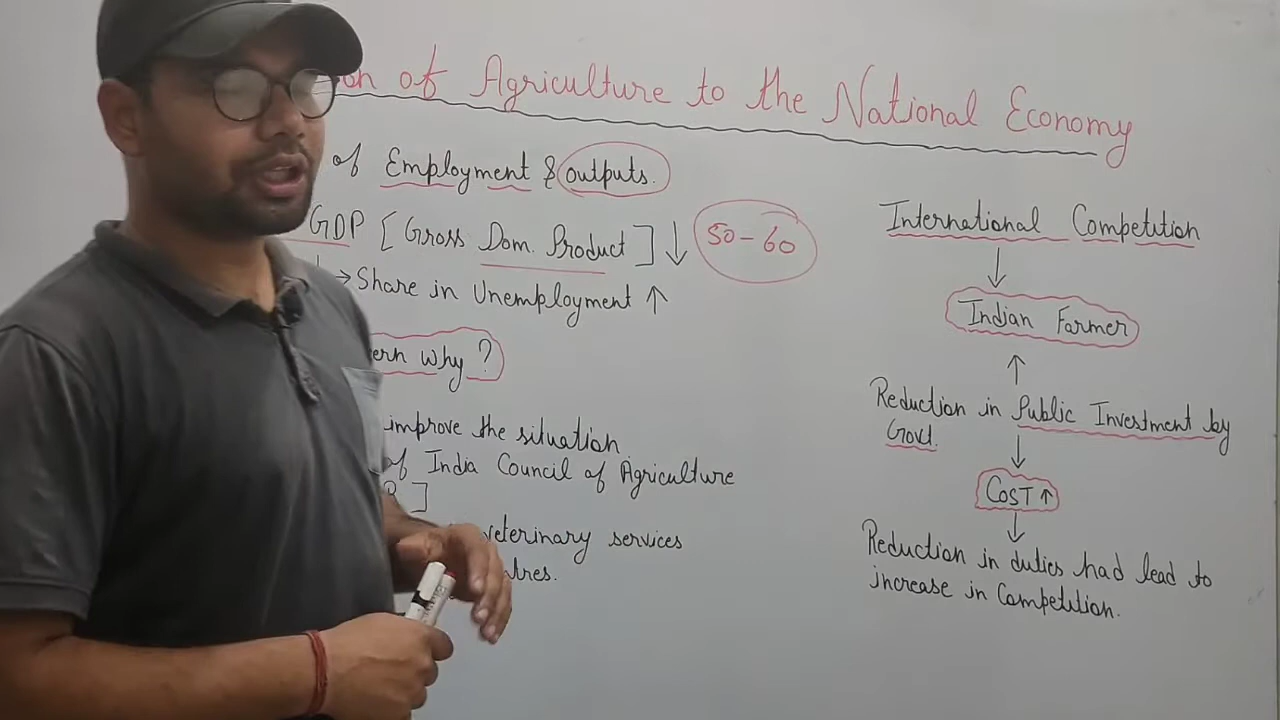 of Agriculture to the National Economy
of Employment & outputs.
GDP [Gross Dom. Product] ↓ 50-60
→ Share in Unemployment ↑
ern why?
improve the situation
of India Council of Agriculture
]
veterinary services
tres.
International Competition
↓
Indian Farmer
↑
Reduction in Public Investment by
Govt.
↓
COST ↑
↓
Reduction in duties had lead to
increase in Competition.